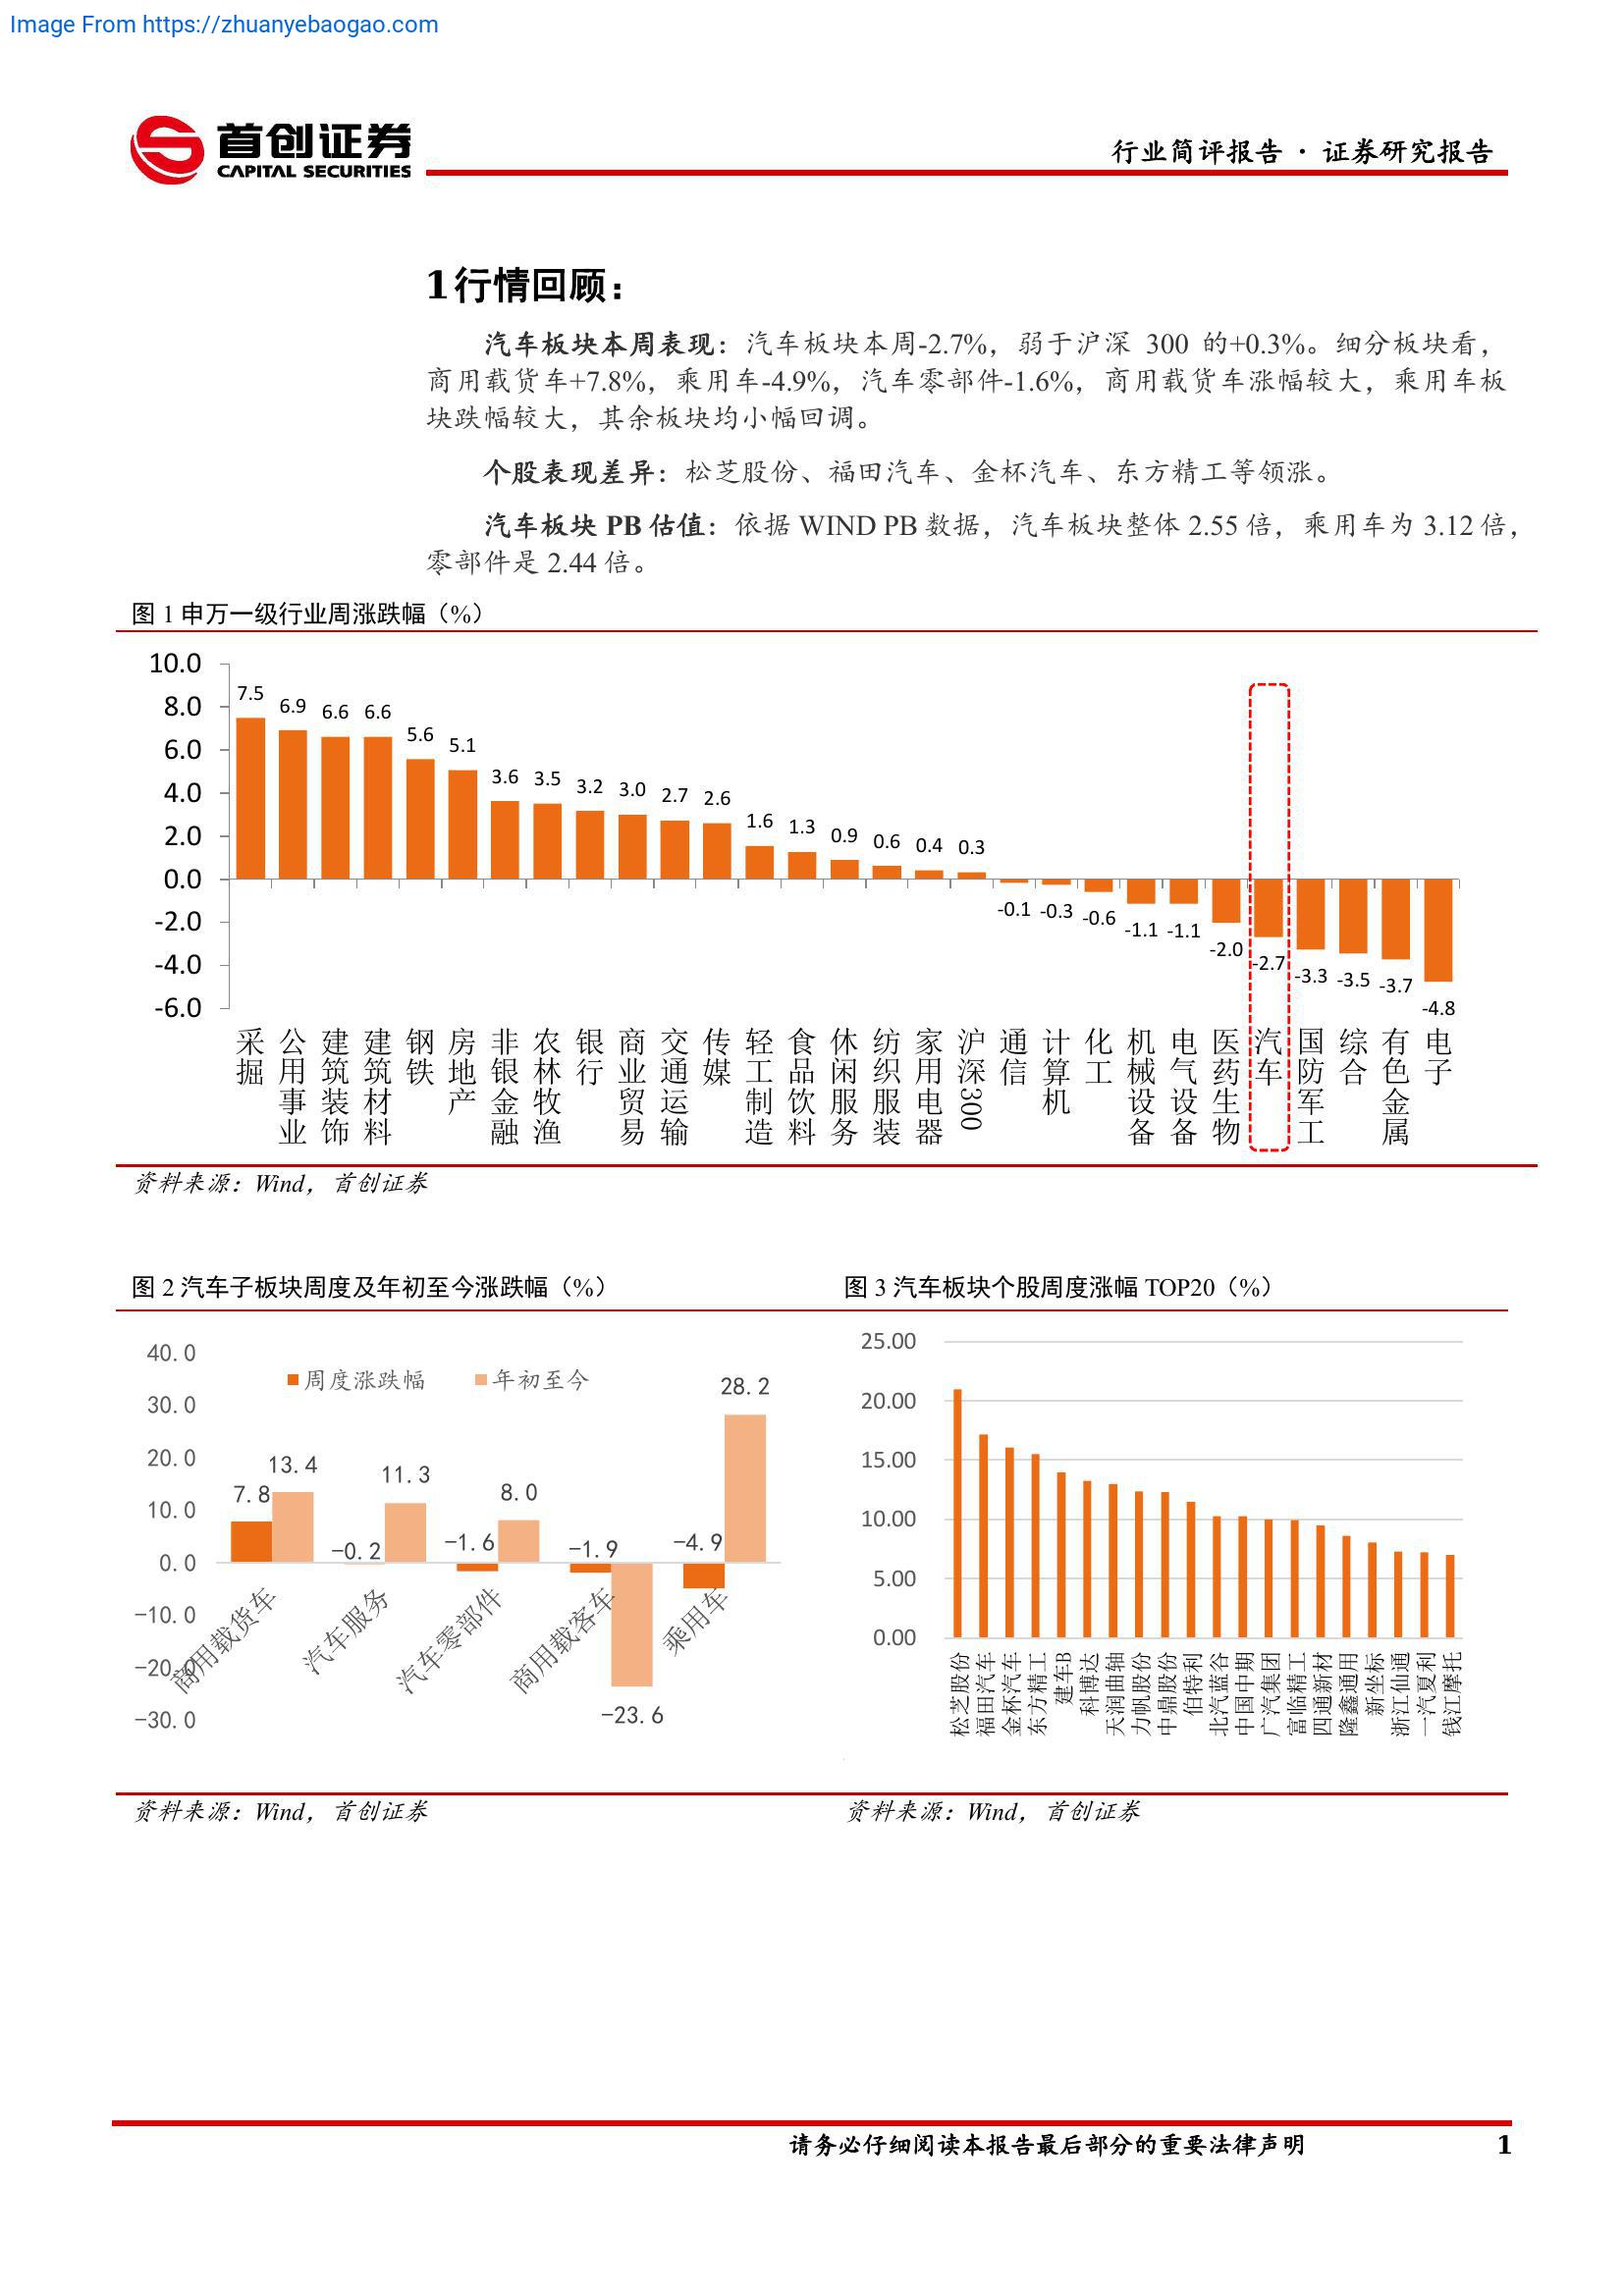 Image From https://zhuanyebaogao.com
首创证券
CAPITAL SECURITIES
行业简评报告 · 证券研究报告
1 行情回顾：
汽车板块本周表现：汽车板块本周-2.7%，弱于沪深 300 的+0.3%。细分板块看，
商用载货车+7.8%，乘用车-4.9%，汽车零部件-1.6%，商用载货车涨幅较大，乘用车板
块跌幅较大，其余板块均小幅回调。
个股表现差异：松芝股份、福田汽车、金杯汽车、东方精工等领涨。
汽车板块 PB 估值：依据 WIND PB 数据，汽车板块整体 2.55 倍，乘用车为 3.12 倍，
零部件是 2.44 倍。
图 1 申万一级行业周涨跌幅（%）
10.0
8.0
6.0
4.0
2.0
0.0
-2.0
-4.0
-6.0
7.5 6.9 6.6 6.6 5.6 5.1 3.6 3.5 3.2 3.0 2.7 2.6 1.6 1.3 0.9 0.6 0.4 0.3 -0.1 -0.3 -0.6 -1.1 -1.1 -2.0 -2.7 -3.3 -3.5 -3.7 -4.8
采掘 公用事业 建筑装饰 建筑材料 钢铁 房地产 非银金融 农林牧渔 银行 商业贸易 交通运输 传媒 轻工制造 食品饮料 休闲服务 纺织服装 家用电器 沪深300 通信 计算机 化工 机械设备 电气设备 医药生物 汽车 国防军工 综合 有色金属 电子
资料来源：Wind，首创证券
图 2 汽车子板块周度及年初至今涨跌幅（%）
40.0
30.0
20.0
10.0
0.0
-10.0
-20.0
-30.0
周度涨跌幅 年初至今
7.8 13.4 -0.2 11.3 -1.6 8.0 -1.9 -23.6 -4.9 28.2
商用载货车 汽车服务 汽车零部件 商用载客车 乘用车
资料来源：Wind，首创证券
图 3 汽车板块个股周度涨幅 TOP20（%）
25.00
20.00
15.00
10.00
5.00
0.00
松芝股份 福田汽车 金杯汽车 东方精工 建车B 科博达 天润曲轴 力帆股份 中鼎股份 伯特利 北汽蓝谷 中国中期 广汽集团 富临精工 四通新材 隆鑫通用 新坐标 浙江仙通 一汽夏利 钱江摩托
资料来源：Wind，首创证券
请务必仔细阅读本报告最后部分的重要法律声明
1